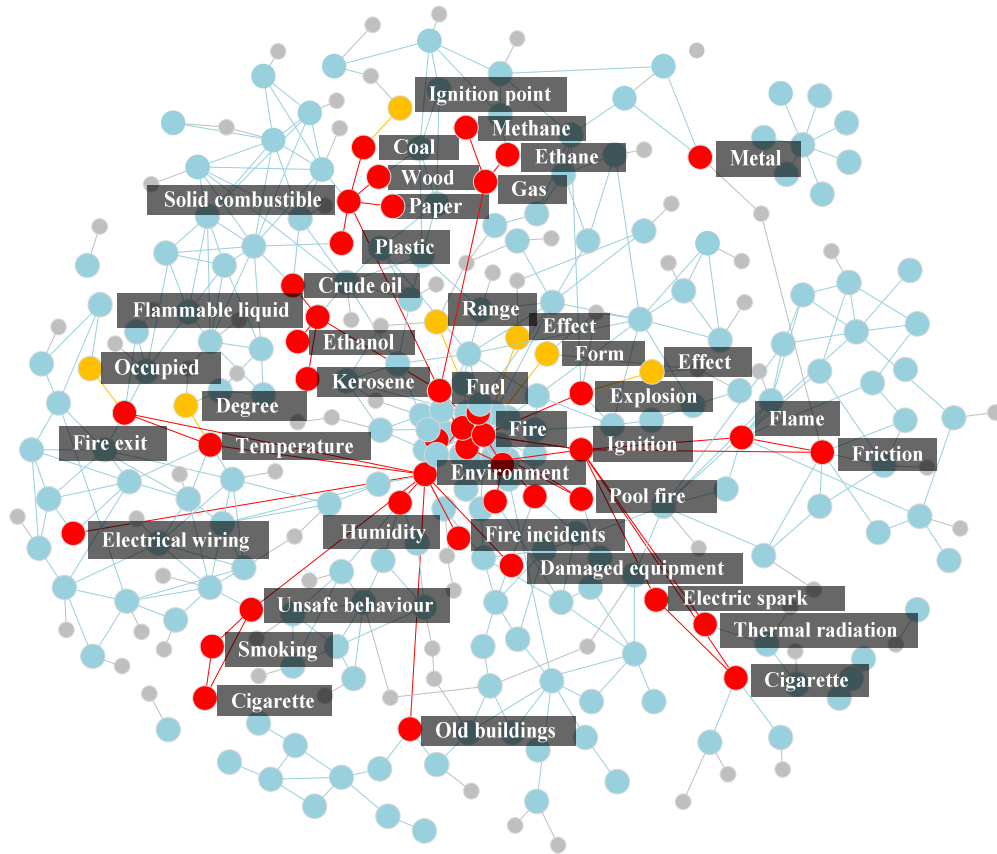 Ignition point
Methane
Coal
Ethane
Metal
Wood
Gas
Solid combustible
Paper
Plastic
Crude oil
Flammable liquid
Range
Effect
Ethanol
Form
Effect
Occupied
Kerosene
Fuel
Explosion
Degree
Flame
Fire
Fire exit
Temperature
Ignition
Friction
Environment
Pool fire
Electrical wiring
Humidity
Fire incidents
Damaged equipment
Electric spark
Unsafe behaviour
Thermal radiation
Smoking
Cigarette
Cigarette
Old buildings